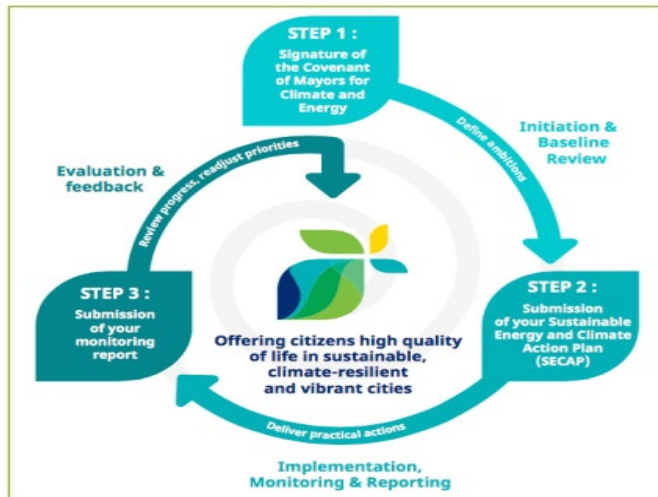 STEP 1 :
Signature of
the Covenant
of Mayors for
Climate and
Energy
Define ambitions
Initiation &
Baseline
Review
STEP 2 :
Submission
of your Sustainable
Energy and Climate
Action Plan
(SECAP)
Deliver practical actions
Implementation,
Monitoring & Reporting
STEP 3 :
Submission
of your
monitoring
report
Review progress, readjust priorities
Evaluation &
feedback
Offering citizens high quality
of life in sustainable,
climate-resilient
and vibrant cities